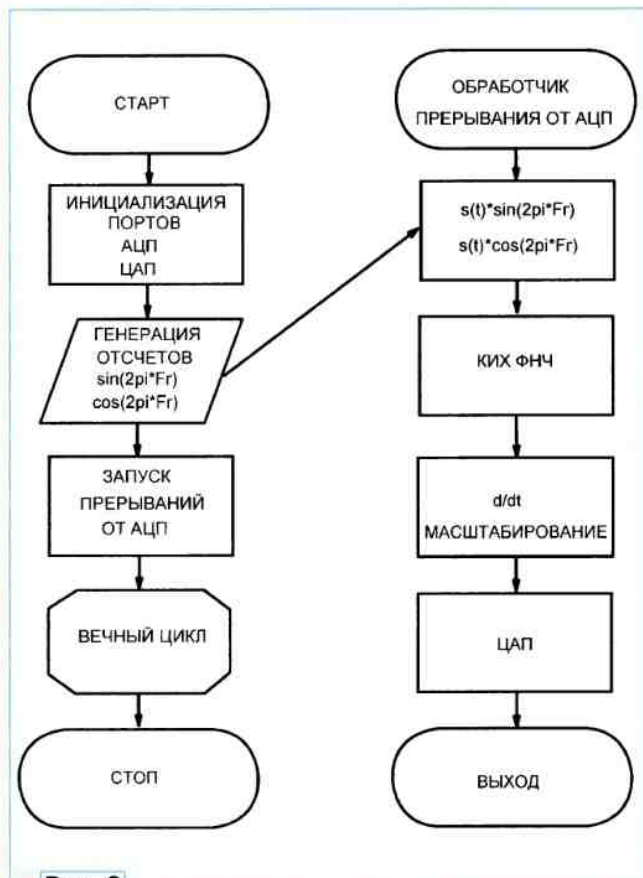 СТАРТ
ИНИЦИАЛИЗАЦИЯ
ПОРТОВ
АЦП
ЦАП
ГЕНЕРАЦИЯ
ОТСЧЕТОВ
sin(2pi*Fr)
cos(2pi*Fr)
ЗАПУСК
ПРЕРЫВАНИЙ
ОТ АЦП
ВЕЧНЫЙ ЦИКЛ
СТОП
ОБРАБОТЧИК
ПРЕРЫВАНИЯ ОТ АЦП
s(t)*sin(2pi*Fr)
s(t)*cos(2pi*Fr)
КИХ ФНЧ
d/dt
МАСШТАБИРОВАНИЕ
ЦАП
ВЫХОД